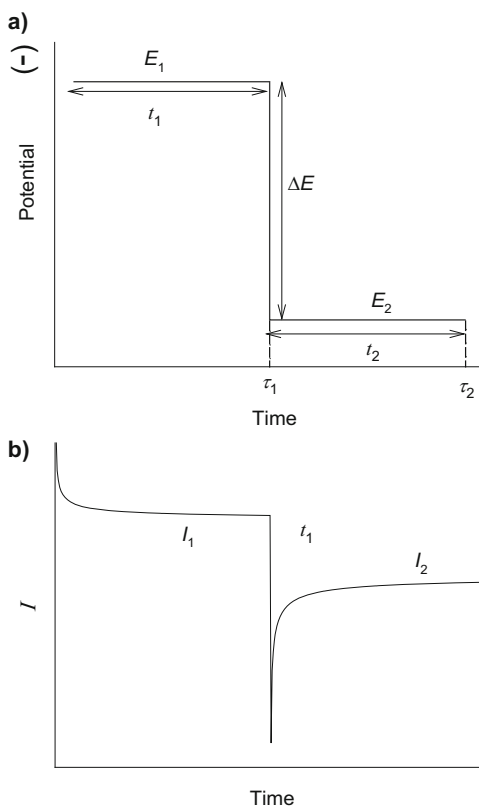 a)
(-)
E₁
t₁
Potential
ΔE
E₂
t₂
τ₁
τ₂
Time
b)
I₁
t₁
I₂
I
Time